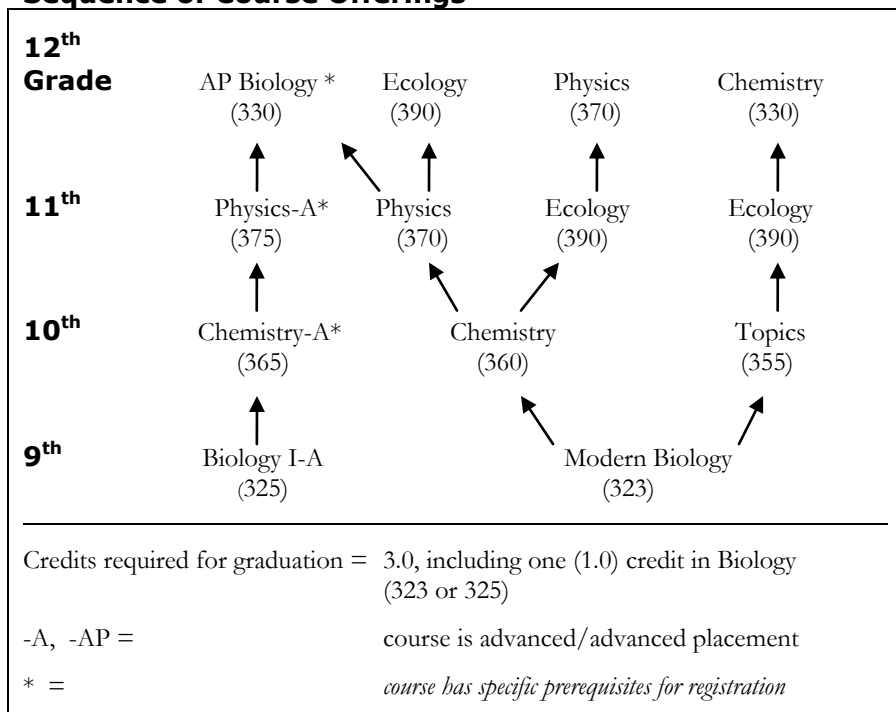 Sequence of Course Offerings
12th
Grade
AP Biology * Ecology Physics Chemistry
(330) (390) (370) (330)
11th Physics-A* Physics Ecology Ecology
(375) (370) (390) (390)
10th Chemistry-A* Chemistry Topics
(365) (360) (355)
9th Biology I-A Modern Biology
(325) (323)
Credits required for graduation = 3.0, including one (1.0) credit in Biology
(323 or 325)
-A, -AP = course is advanced/advanced placement
* = course has specific prerequisites for registration